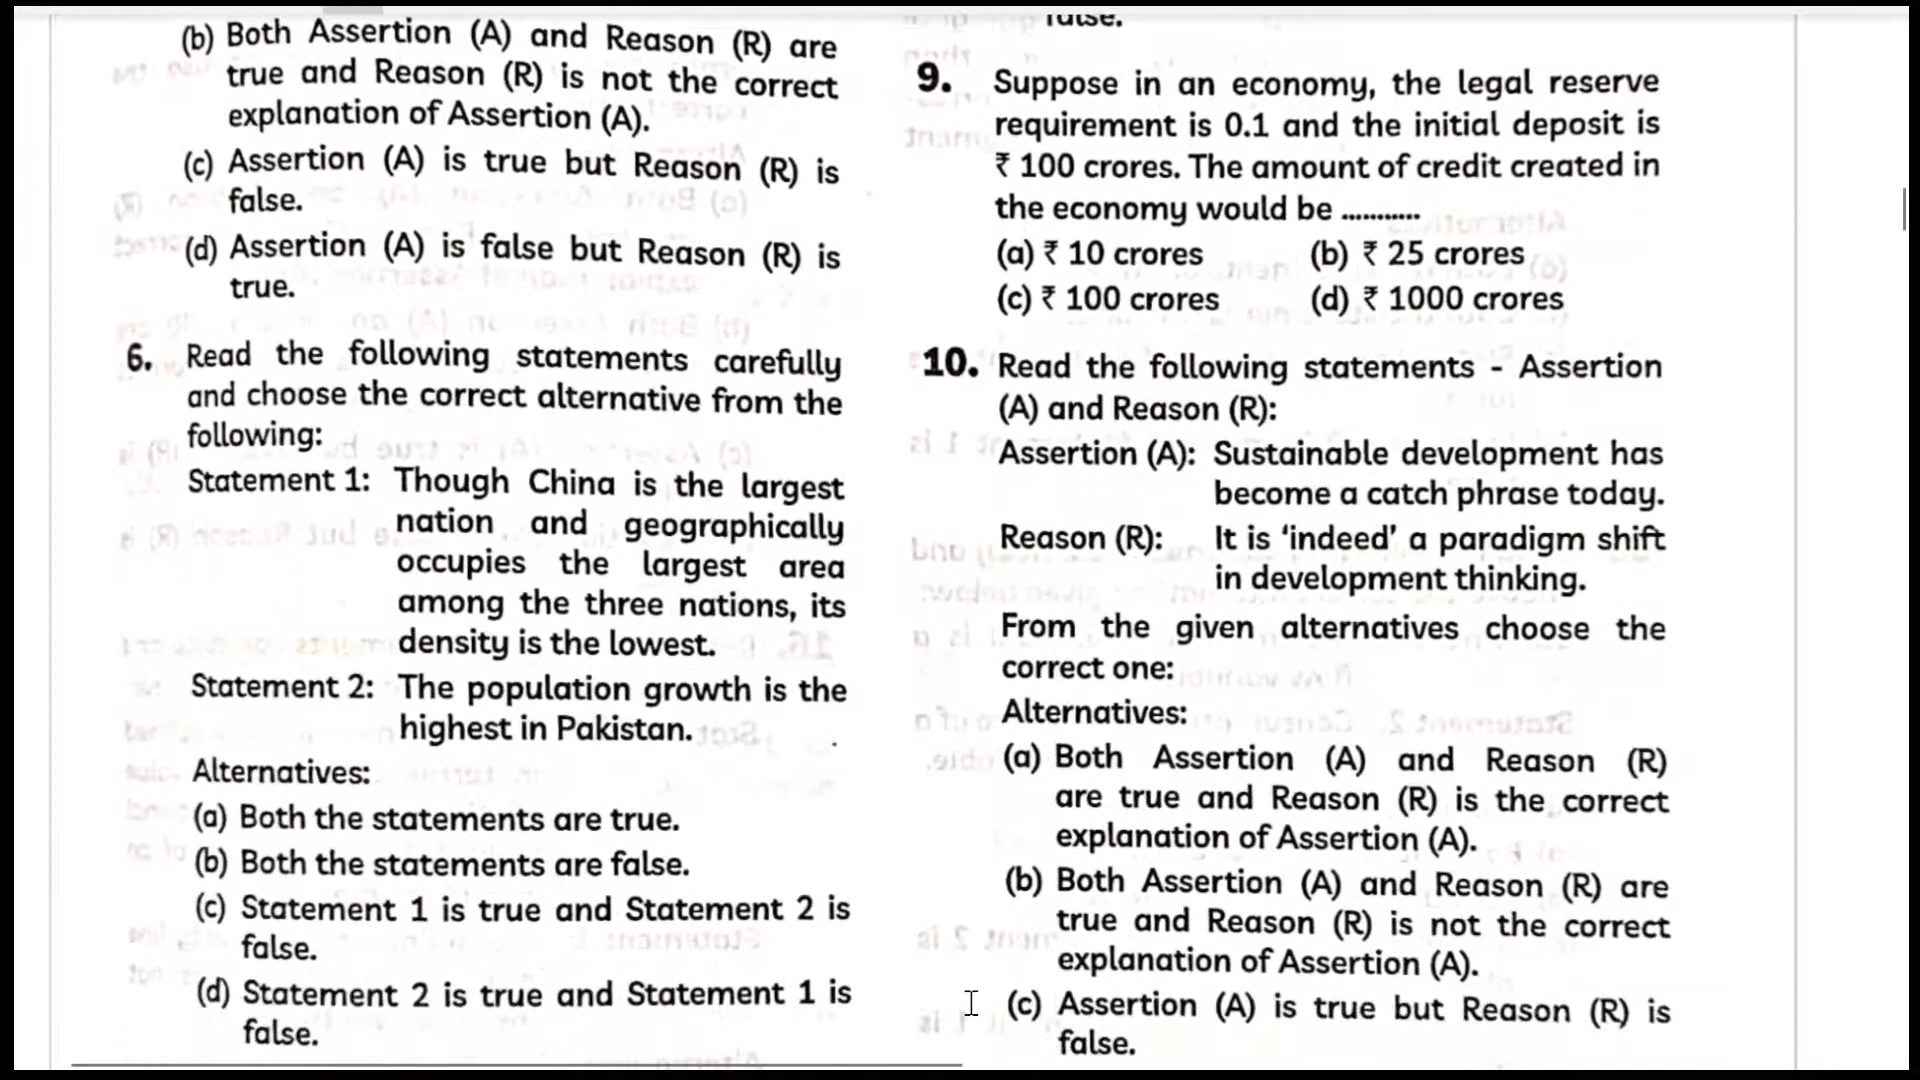 (b) Both Assertion (A) and Reason (R) are
true and Reason (R) is not the correct
explanation of Assertion (A).
(c) Assertion (A) is true but Reason (R) is
false.
(d) Assertion (A) is false but Reason (R) is
true.
6. Read the following statements carefully
and choose the correct alternative from the
following:
Statement 1: Though China is the largest
nation and geographically
occupies the largest area
among the three nations, its
density is the lowest.
Statement 2: The population growth is the
highest in Pakistan.
Alternatives:
(a) Both the statements are true.
(b) Both the statements are false.
(c) Statement 1 is true and Statement 2 is
false.
(d) Statement 2 is true and Statement 1 is
false.
false.
9. Suppose in an economy, the legal reserve
requirement is 0.1 and the initial deposit is
₹ 100 crores. The amount of credit created in
the economy would be ...........
(a) ₹ 10 crores (b) ₹ 25 crores
(c) ₹ 100 crores (d) ₹ 1000 crores
10. Read the following statements - Assertion
(A) and Reason (R):
Assertion (A): Sustainable development has
become a catch phrase today.
Reason (R): It is ‘indeed’ a paradigm shift
in development thinking.
From the given alternatives choose the
correct one:
Alternatives:
(a) Both Assertion (A) and Reason (R)
are true and Reason (R) is the correct
explanation of Assertion (A).
(b) Both Assertion (A) and Reason (R) are
true and Reason (R) is not the correct
explanation of Assertion (A).
(c) Assertion (A) is true but Reason (R) is
false.